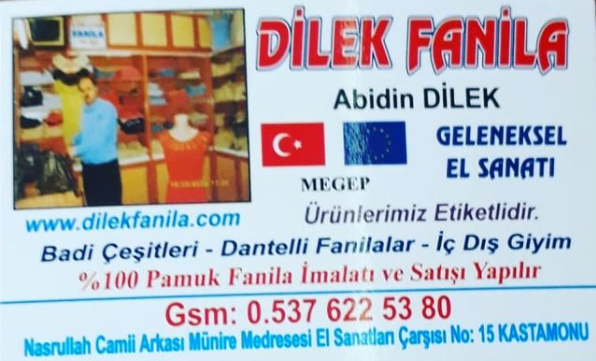 FANİLA
DİLEK FANİLA
Abidin DİLEK
MEGEP
GELENEKSEL
EL SANATI
www.dilekfanila.com
Ürünlerimiz Etiketlidir.
Badi Çeşitleri - Dantelli Fanilalar - İç Dış Giyim
%100 Pamuk Fanila İmalatı ve Satışı Yapılır
Gsm: 0.537 622 53 80
Nasrullah Camii Arkası Münire Medresesi El Sanatları Çarşısı No: 15 KASTAMONU